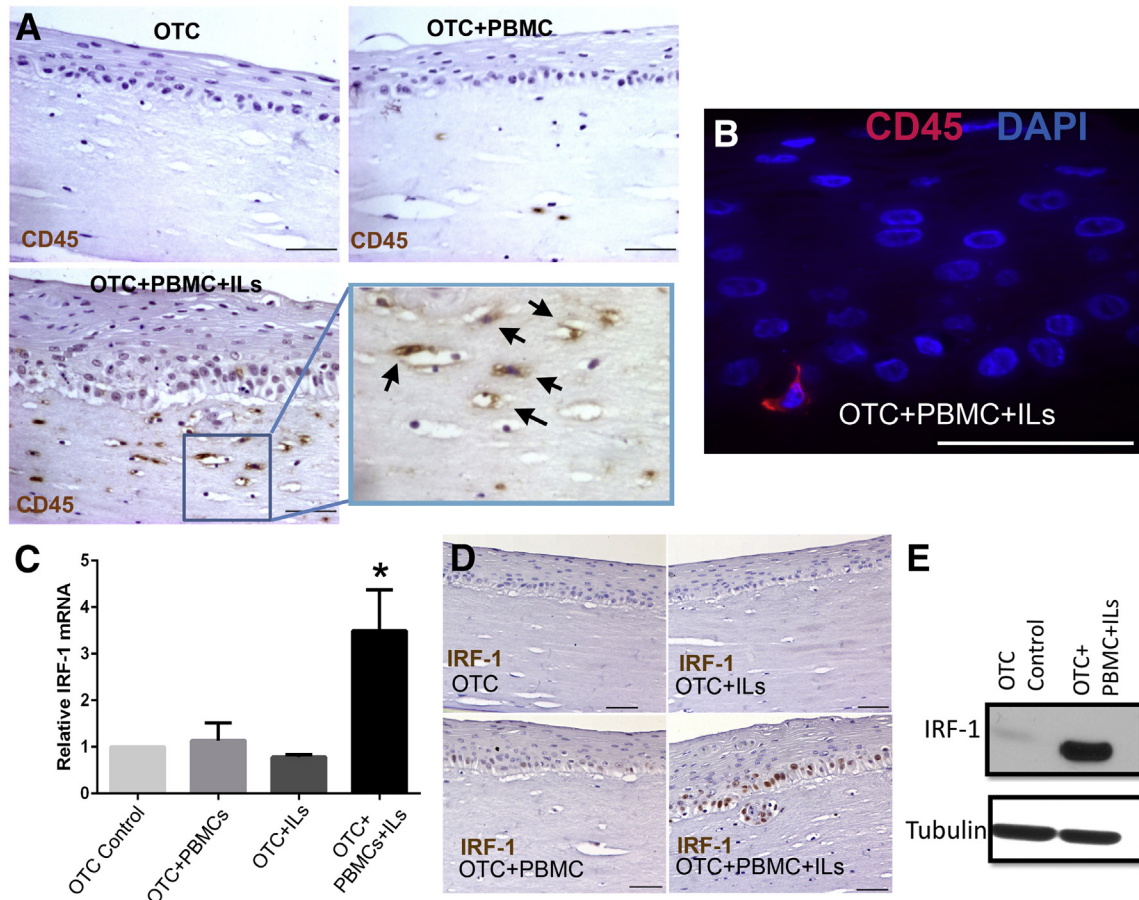 A
OTC
OTC+PBMC
CD45
CD45
OTC+PBMC+ILs
CD45
B
CD45 DAPI
OTC+PBMC+ILs
C
Relative IRF-1 mRNA
5
4
3
2
1
0
*
OTC Control
OTC+PBMCs
OTC+ILs
OTC+
PBMCs+ILs
D
IRF-1
OTC
IRF-1
OTC+ILs
IRF-1
OTC+PBMC
IRF-1
OTC+PBMC+ILs
E
OTC
Control
OTC+
PBMC+ILs
IRF-1
Tubulin